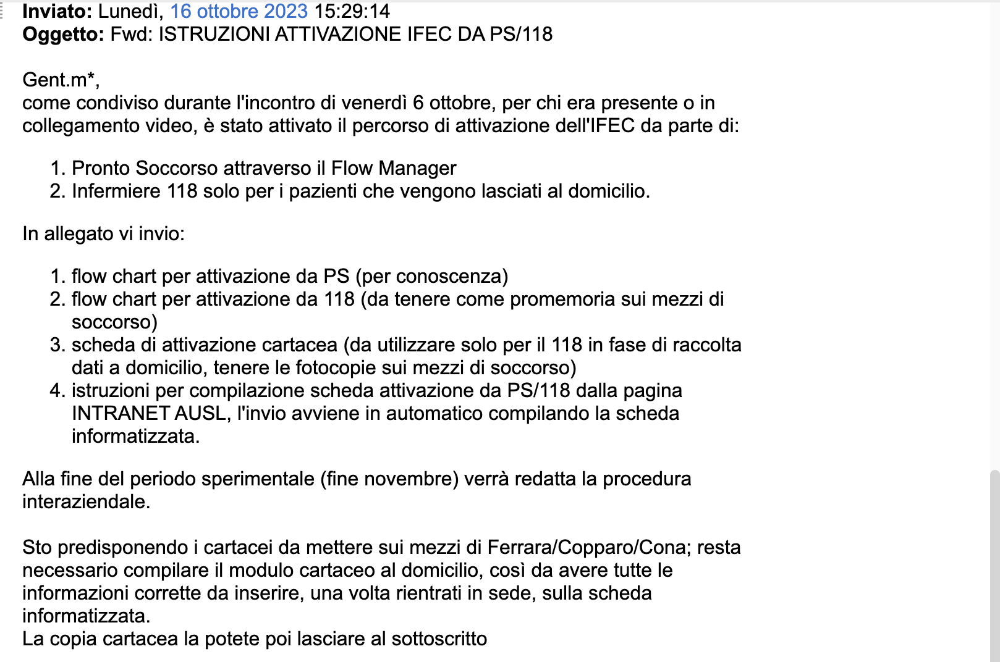 Inviato: Lunedì, 16 ottobre 2023 15:29:14
Oggetto: Fwd: ISTRUZIONI ATTIVAZIONE IFEC DA PS/118
Gent.m*,
come condiviso durante l'incontro di venerdì 6 ottobre, per chi era presente o in
collegamento video, è stato attivato il percorso di attivazione dell'IFEC da parte di:
1. Pronto Soccorso attraverso il Flow Manager
2. Infermiere 118 solo per i pazienti che vengono lasciati al domicilio.
In allegato vi invio:
1. flow chart per attivazione da PS (per conoscenza)
2. flow chart per attivazione da 118 (da tenere come promemoria sui mezzi di
soccorso)
3. scheda di attivazione cartacea (da utilizzare solo per il 118 in fase di raccolta
dati a domicilio, tenere le fotocopie sui mezzi di soccorso)
4. istruzioni per compilazione scheda attivazione da PS/118 dalla pagina
INTRANET AUSL, l'invio avviene in automatico compilando la scheda
informatizzata.
Alla fine del periodo sperimentale (fine novembre) verrà redatta la procedura
interaziendale.
Sto predisponendo i cartacei da mettere sui mezzi di Ferrara/Copparo/Cona; resta
necessario compilare il modulo cartaceo al domicilio, così da avere tutte le
informazioni corrette da inserire, una volta rientrati in sede, sulla scheda
informatizzata.
La copia cartacea la potete poi lasciare al sottoscritto